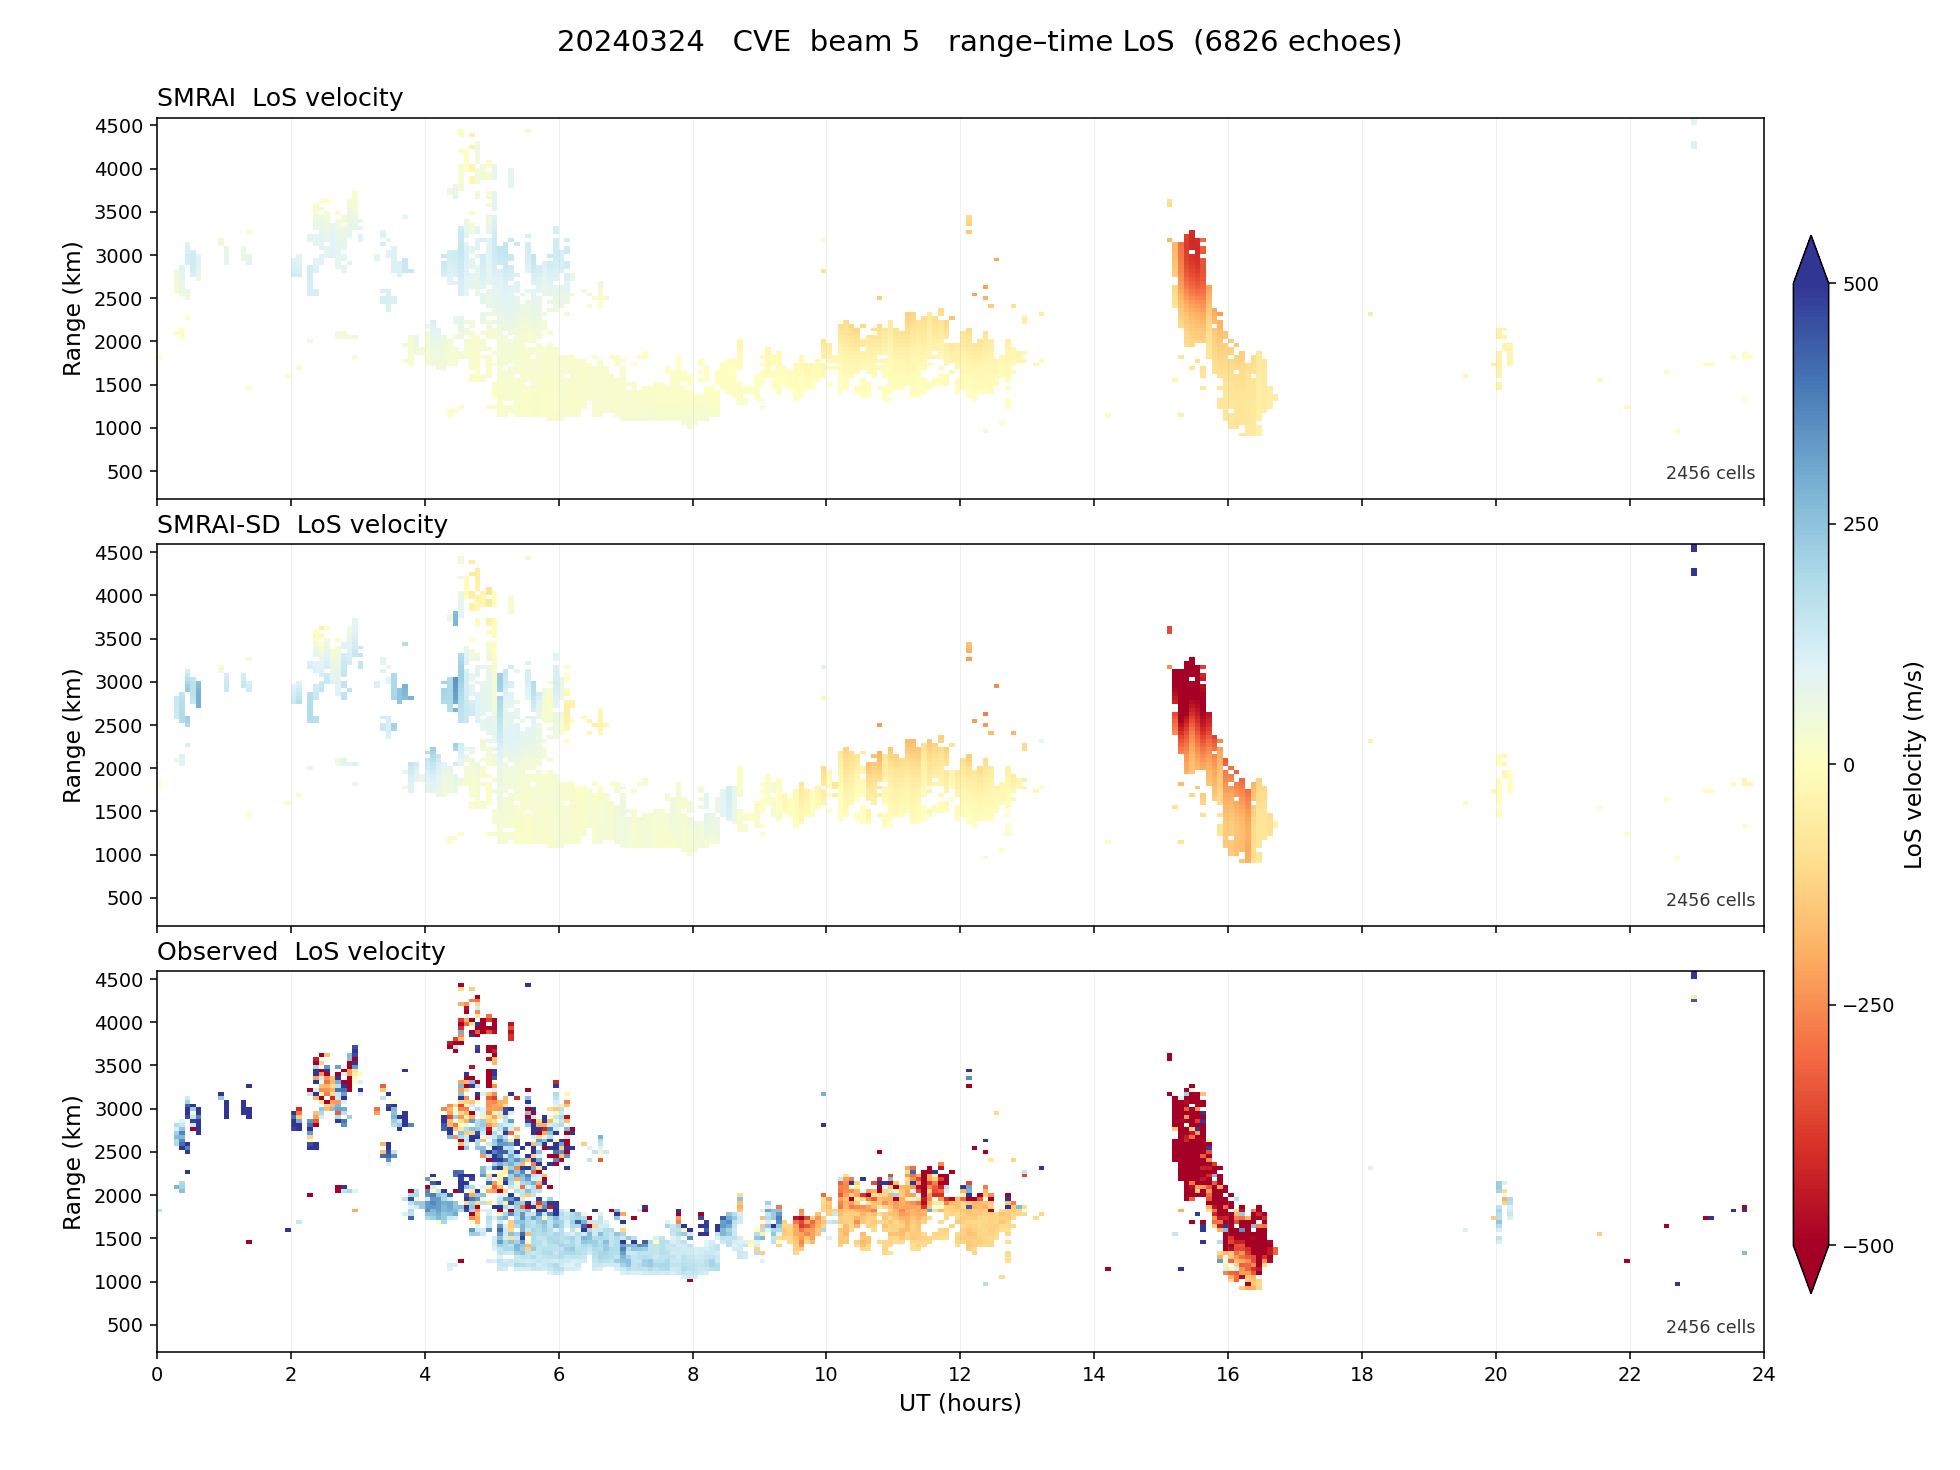 20240324   CVE  beam 5   range–time LoS  (6826 echoes)
SMRAI  LoS velocity
4500
4000
3500
3000
2500
2000
1500
1000
500
Range (km)
2456 cells
SMRAI-SD  LoS velocity
4500
4000
3500
3000
2500
2000
1500
1000
500
Range (km)
2456 cells
Observed  LoS velocity
4500
4000
3500
3000
2500
2000
1500
1000
500
Range (km)
2456 cells
0 2 4 6 8 10 12 14 16 18 20 22 24
UT (hours)
500
250
0
−250
−500
LoS velocity (m/s)